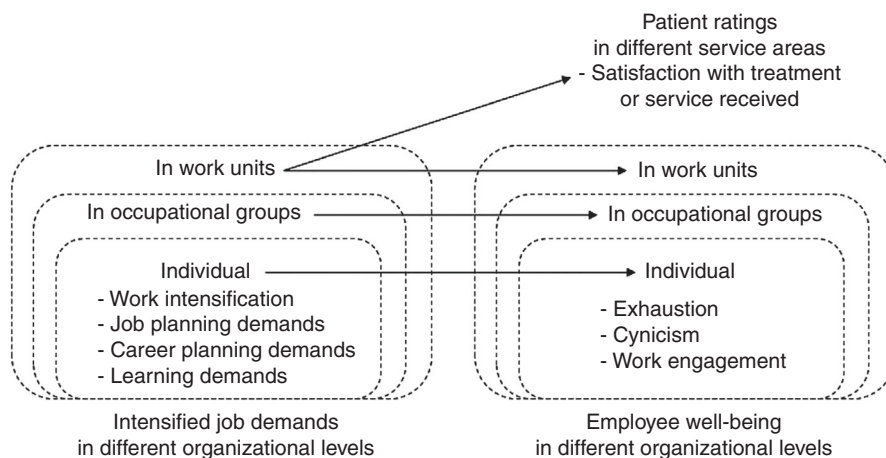 Patient ratings
in different service areas
- Satisfaction with treatment
or service received
In work units
In occupational groups
Individual
- Work intensification
- Job planning demands
- Career planning demands
- Learning demands
Intensified job demands
in different organizational levels
In work units
In occupational groups
Individual
- Exhaustion
- Cynicism
- Work engagement
Employee well-being
in different organizational levels